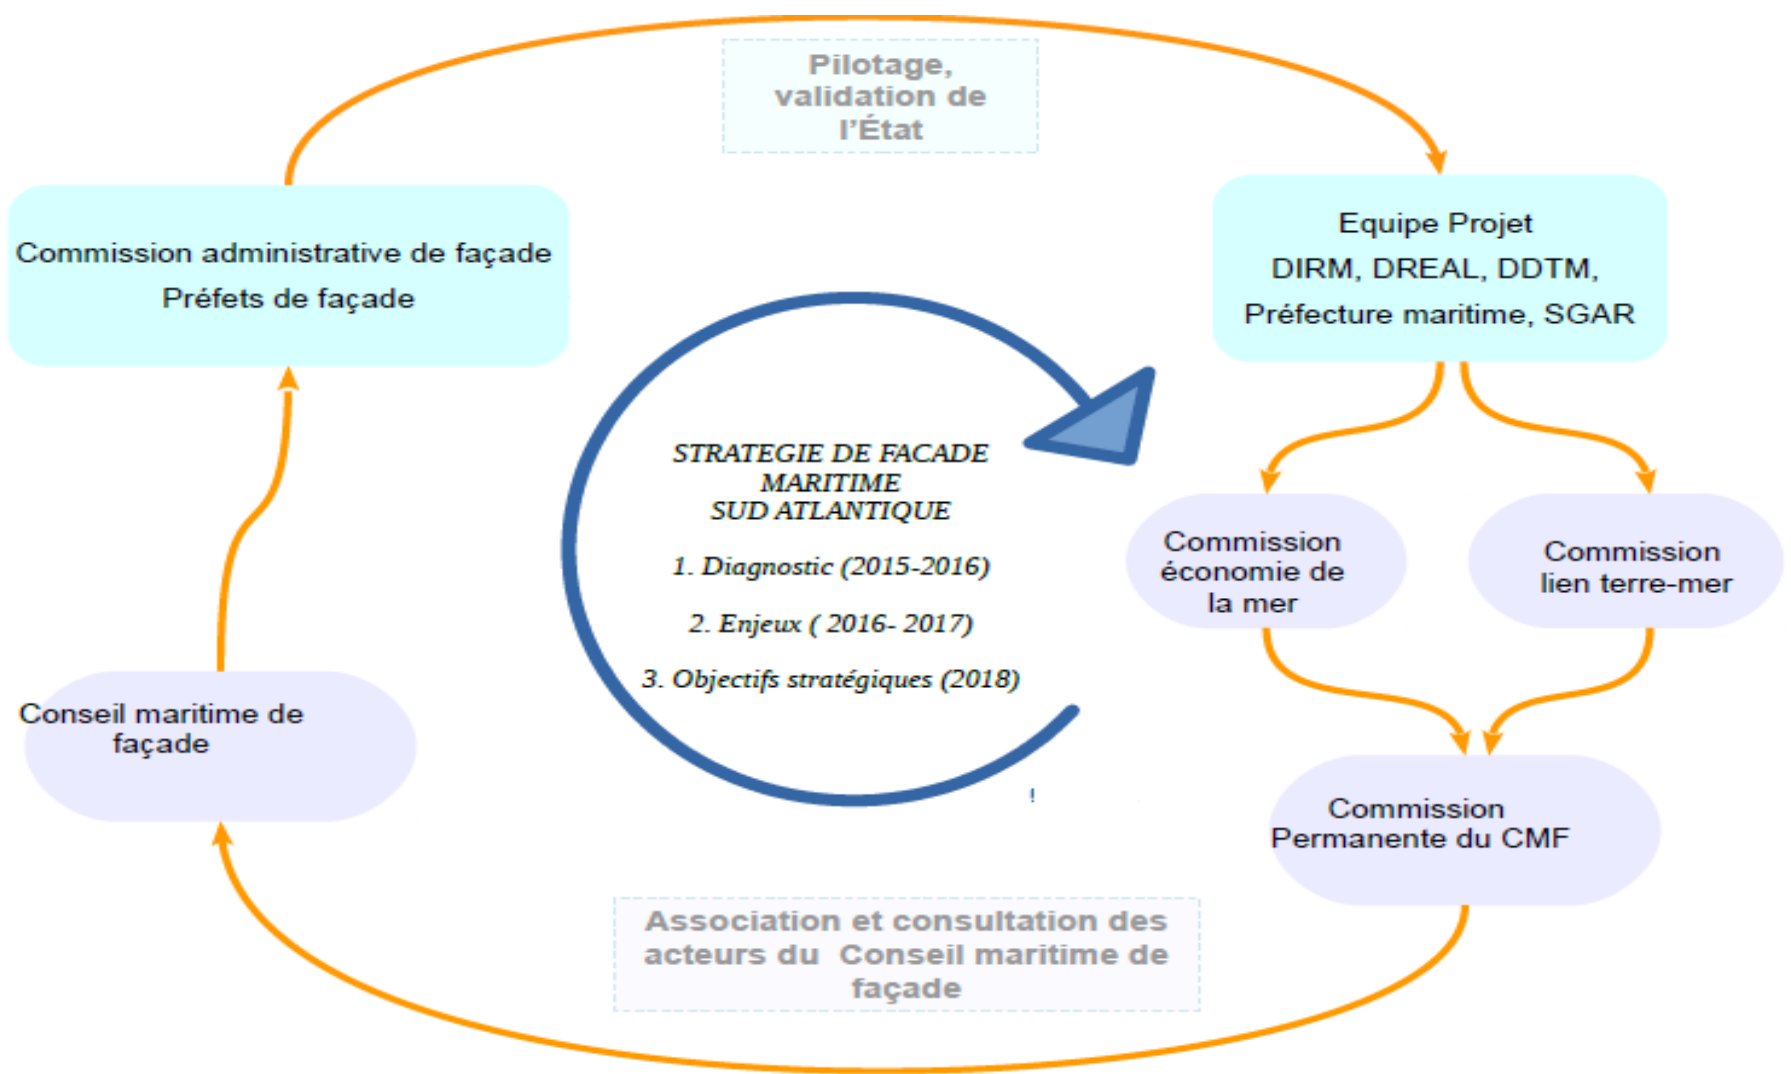 Pilotage,
validation de
l'État
Commission administrative de façade
Préfets de façade
Equipe Projet
DIRM, DREAL, DDTM,
Préfecture maritime, SGAR
STRATEGIE DE FACADE
MARITIME
SUD ATLANTIQUE
1. Diagnostic (2015-2016)
2. Enjeux ( 2016- 2017)
3. Objectifs stratégiques (2018)
Commission
économie de
la mer
Commission
lien terre-mer
Conseil maritime de
façade
!
Commission
Permanente du CMF
Association et consultation des
acteurs du  Conseil maritime de
façade